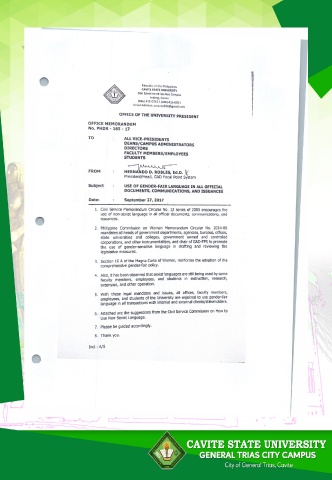 Republic of the Philippines
CAVITE STATE UNIVERSITY
Don Severino de las Alas Campus
Indang, Cavite
OFFICE OF THE UNIVERSITY PRESIDENT
OFFICE MEMORANDUM
No. PMDR - 165 - 17
TO ALL VICE-PRESIDENTS
DEANS/CAMPUS ADMINISTRATORS
DIRECTORS
FACULTY MEMBERS/EMPLOYEES
STUDENTS
FROM : HERNANDO D. ROBLES, Ed.D.
President/Head, GAD Focal Point System
Subject : USE OF GENDER-FAIR LANGUAGE IN ALL OFFICIAL
DOCUMENTS, COMMUNICATIONS, AND ISSUANCES
Date: : September 27, 2017
1. Civil Service Memorandum Circular No. 12 series of 2005 encourages the
use of non-sexist language in all official documents, communications, and
issuances.
2. Philippine Commission on Women Memorandum Circular No. 2014-05
mandates all heads of government departments, agencies, bureaus, offices,
state universities and colleges, government owned and controlled
corporations, and other instrumentalities, and chair of GAD-FPS to promote
the use of gender-sensitive language in drafting and reviewing the
legislative measures.
3. Section 16 A of the Magna Carta of Women, reinforces the adoption of the
comprehensive gender-fair policy.
4. Also, it has been observed that sexist languages are still being used by some
faculty members, employees, and students in instruction, research,
extension, and other operation.
5. With these legal mandates and issues, all offices, faculty members,
employees, and students of the University are enjoined to use gender-fair
language in all transactions with internal and external clients/stakeholders.
6. Attached are the suggestions from the Civil Service Commission on How to
Use Non-Sexist Language.
7. Please be guided accordingly.
8. Thank you.
Incl : A/S
CAVITE STATE UNIVERSITY
GENERAL TRIAS CITY CAMPUS
City of General Trias, Cavite